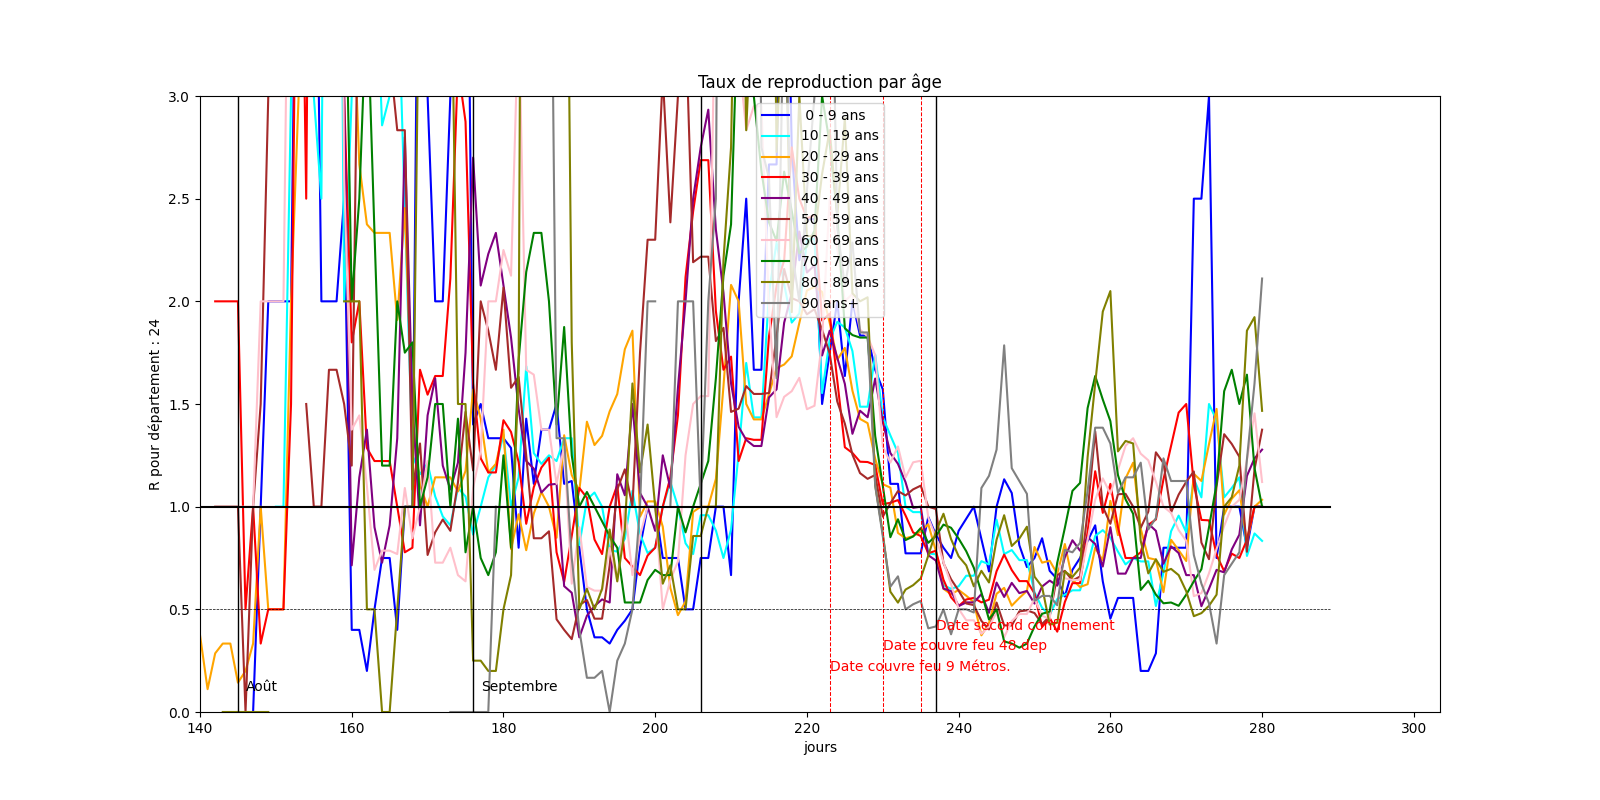 Taux de reproduction par âge
3.0
2.5
2.0
1.5
1.0
0.5
0.0
R pour département : 24
0 - 9 ans
10 - 19 ans
20 - 29 ans
30 - 39 ans
40 - 49 ans
50 - 59 ans
60 - 69 ans
70 - 79 ans
80 - 89 ans
90 ans+
Date second confinement
Date couvre feu 48 dep
Date couvre feu 9 Métros.
Août
Septembre
140 160 180 200 220 240 260 280 300
jours